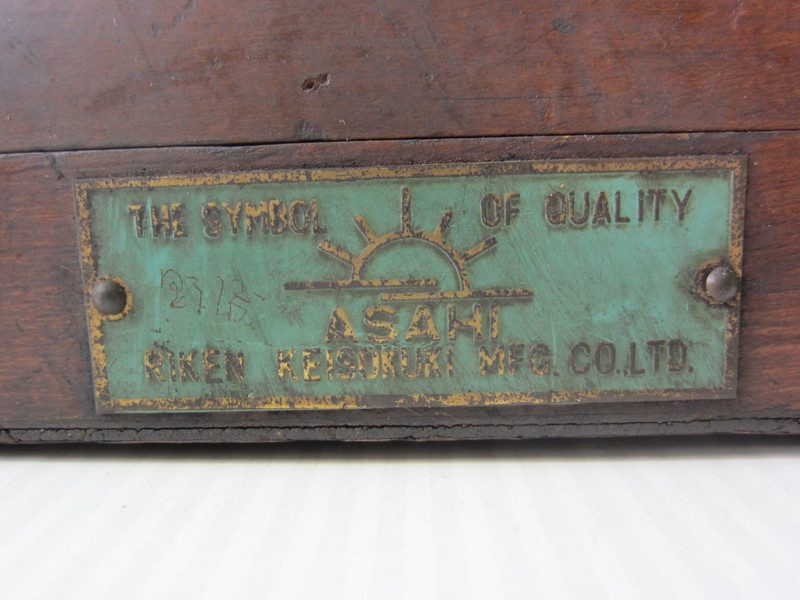 THE SYMBOL OF QUALITY
ASAHI
RIKEN KEISOKUKI MFG. CO., LTD.